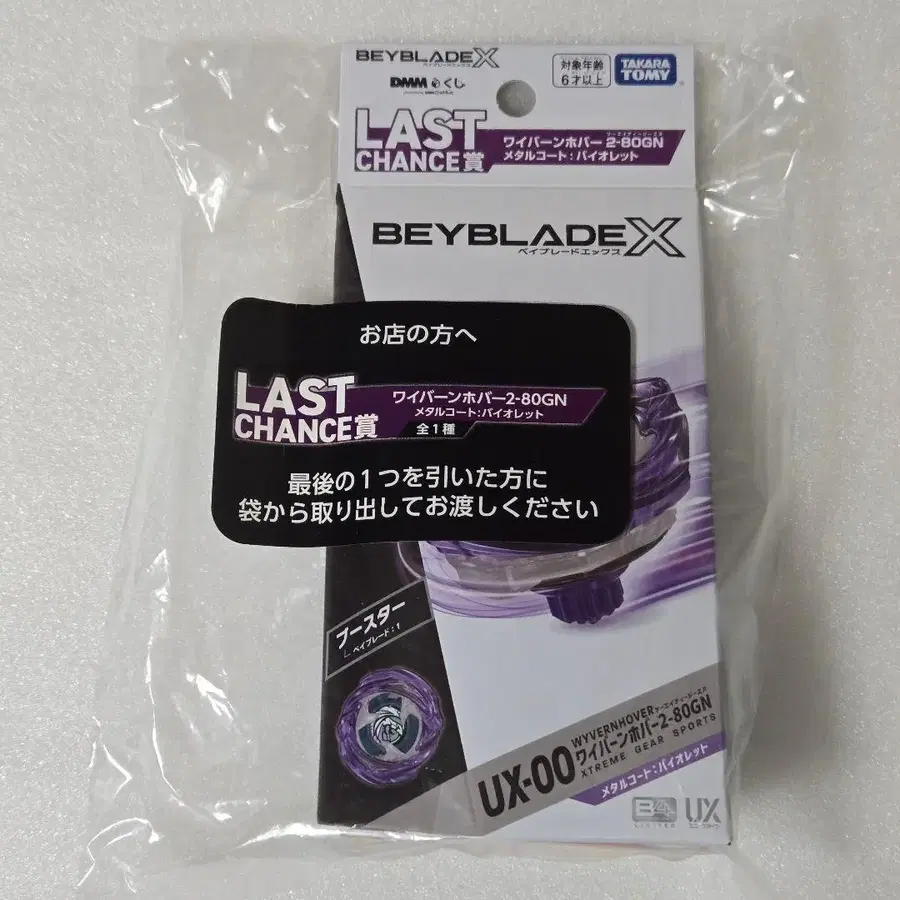 BEYBLADE X
ベイブレードエックス
DMMくじ
対象年齢
6才以上
TAKARA
TOMY
LAST
CHANCE賞
ワイバーンホバー2-80GN
メタルコート:バイオレット
BEYBLADE X
ベイブレードエックス
お店の方へ
LAST
CHANCE賞
ワイバーンホバー2-80GN
メタルコート:バイオレット
全1種
最後の1つを引いた方に
袋から取り出してお渡しください
ブースター
ベイブレード:1
UX-00
WYVERNHOVER
ワイバーンホバー2-80GN
XTREME GEAR SPORTS
メタルコート:バイオレット
B4
LIMITED
UX